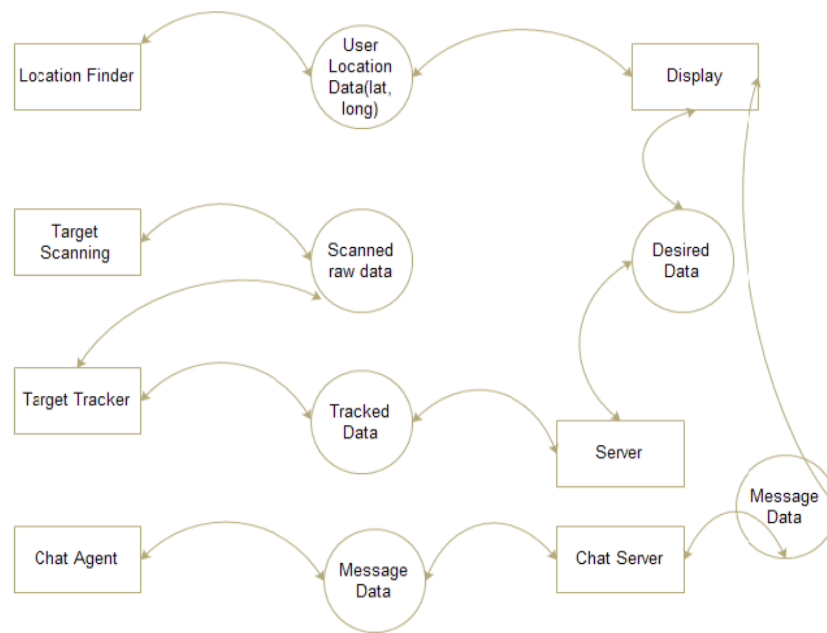 Location Finder
User
Location
Data(lat,
long)
Display
Target
Scanning
Scanned
raw data
Desired
Data
Target Tracker
Tracked
Data
Server
Message
Data
Chat Agent
Message
Data
Chat Server